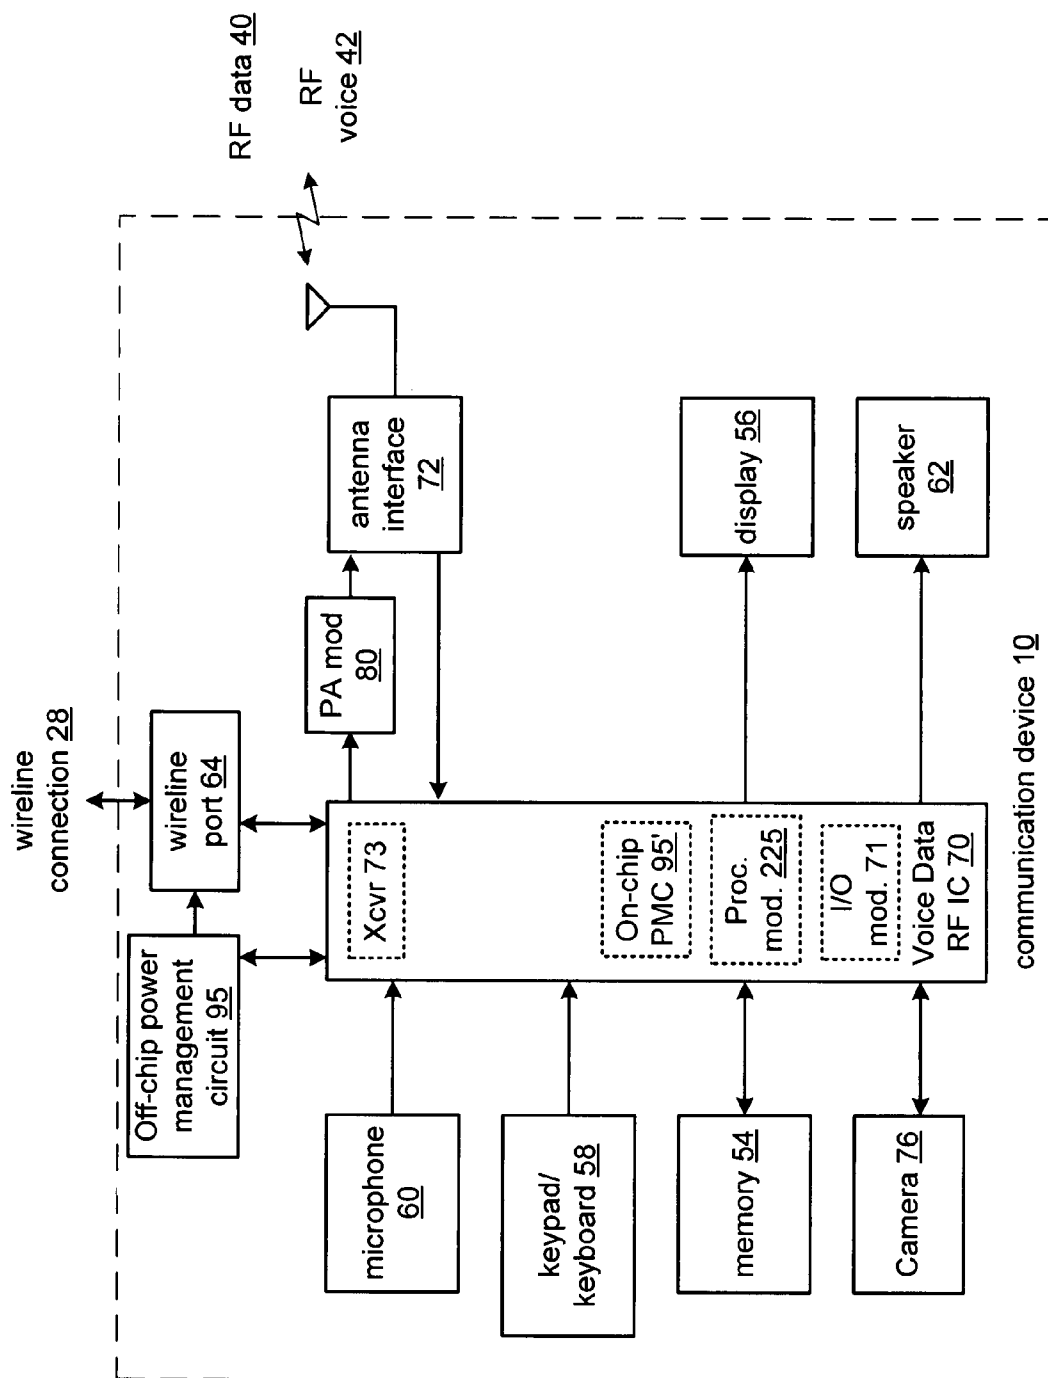 RF data 40
RF
voice 42
wireline
connection 28
Off-chip power
management
circuit 95
wireline
port 64
PA mod
80
antenna
interface
72
microphone
60
keypad/
keyboard 58
memory 54
Camera 76
Xcvr 73
On-chip
PMC 95'
Proc.
mod. 225
I/O
mod. 71
Voice Data
RF IC 70
display 56
speaker
62
communication device 10